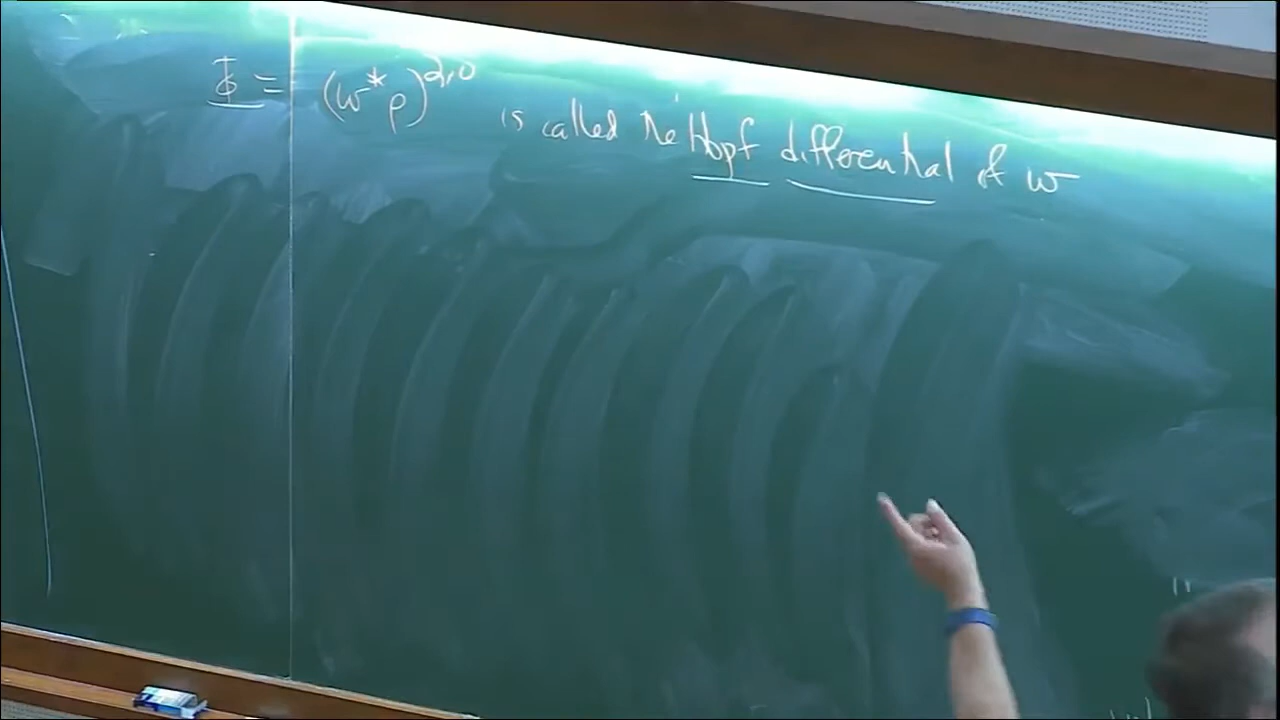 Φ = (w*ρ)^{2,0} is called the Hopf differential of w